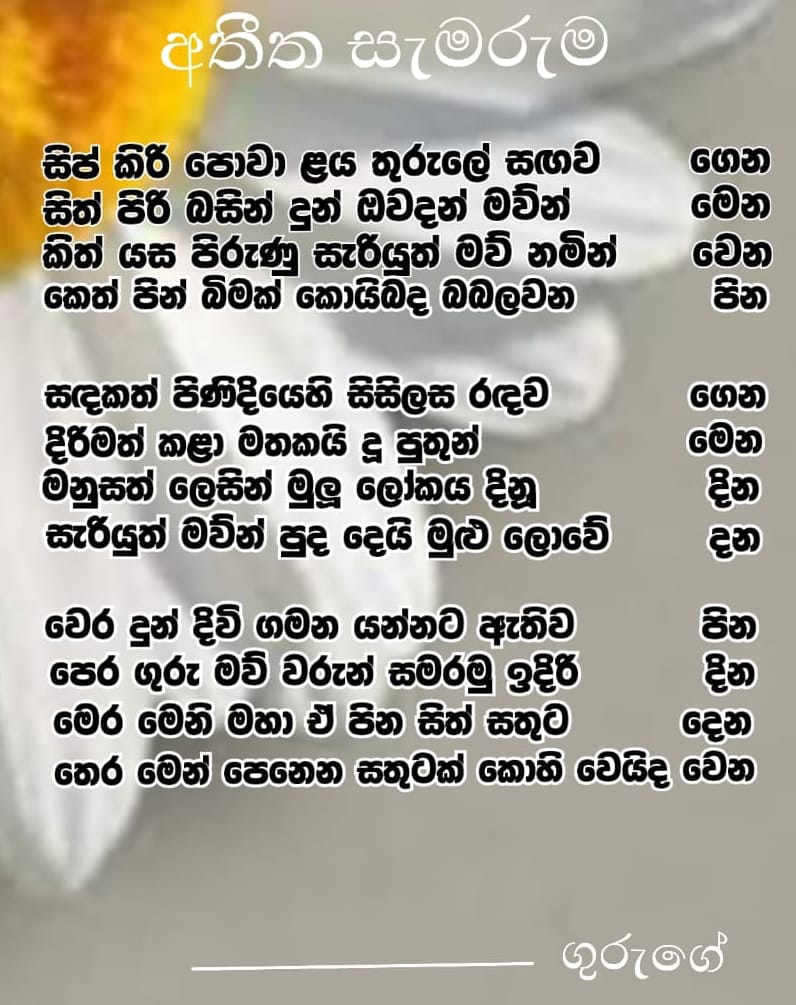 අතීත සැමරුම
සිප් කිරි පොවා ළය තුරුලේ සඟව ගෙන
සිත් පිරි බසින් දුන් ඔවදන් මව්න් මෙන
කිත් යස පිරුණු සැරියුත් මව් නමින් වෙන
කෙත් පින් බිමක් කොයිබද බබලවන පින
සඳකත් පිණිදියෙහි සිසිලස රඳව ගෙන
දිරිමත් කළා මතකයි දූ පුතුන් මෙන
මනුසත් ලෙසින් මුලූ ලෝකය දිනූ දින
සැරියුත් මව්න් පුද දෙයි මුළු ලොවේ දන
වෙර දුන් දිවි ගමන යන්නට ඇතිව පින
පෙර ගුරු මව් වරුන් සමරමු ඉදිරි දින
මෙර මෙනි මහා ඒ පින සිත් සතුට දෙන
තෙර මෙන් පෙනෙන සතුටක් කොහි වෙයිද වෙන
ගුරුගේ